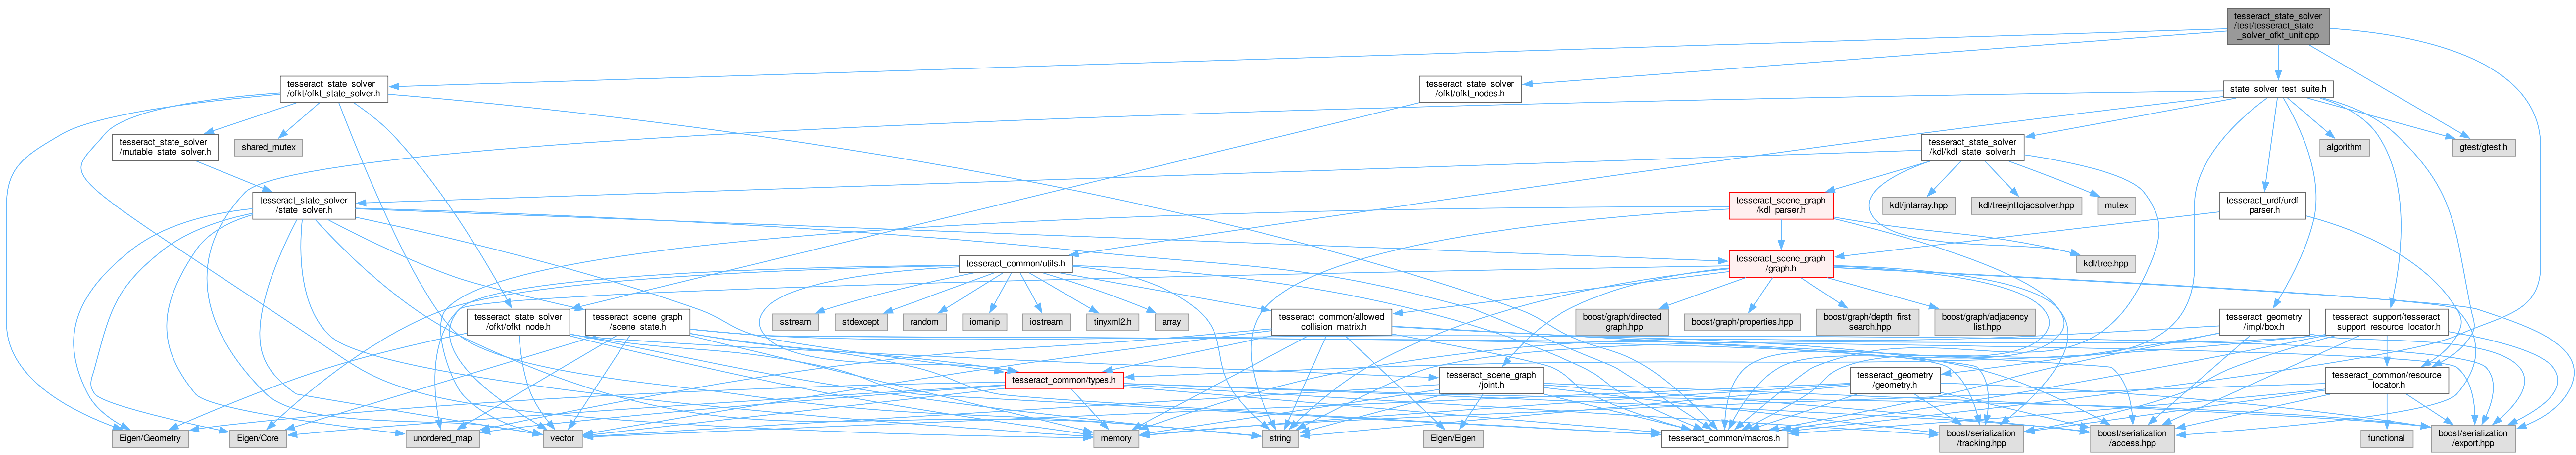 tesseract_state_solver
/test/tesseract_state
_solver_ofkt_unit.cpp
tesseract_state_solver
/ofkt/ofkt_state_solver.h
tesseract_state_solver
/ofkt/ofkt_nodes.h
state_solver_test_suite.h
tesseract_state_solver
/mutable_state_solver.h
shared_mutex
tesseract_state_solver
/kdl/kdl_state_solver.h
algorithm
gtest/gtest.h
tesseract_state_solver
/state_solver.h
tesseract_scene_graph
/kdl_parser.h
kdl/jntarray.hpp
kdl/treejnttojacsolver.hpp
mutex
tesseract_urdf/urdf
_parser.h
tesseract_common/utils.h
tesseract_scene_graph
/graph.h
kdl/tree.hpp
tesseract_state_solver
/ofkt/ofkt_node.h
tesseract_scene_graph
/scene_state.h
sstream
stdexcept
random
iomanip
iostream
tinyxml2.h
array
tesseract_common/allowed
_collision_matrix.h
boost/graph/directed
_graph.hpp
boost/graph/properties.hpp
boost/graph/depth_first
_search.hpp
boost/graph/adjacency
_list.hpp
tesseract_geometry
/impl/box.h
tesseract_support/tesseract
_support_resource_locator.h
tesseract_common/types.h
tesseract_scene_graph
/joint.h
tesseract_geometry
/geometry.h
tesseract_common/resource
_locator.h
Eigen/Geometry
Eigen/Core
unordered_map
vector
memory
string
Eigen/Eigen
tesseract_common/macros.h
boost/serialization
/tracking.hpp
boost/serialization
/access.hpp
functional
boost/serialization
/export.hpp